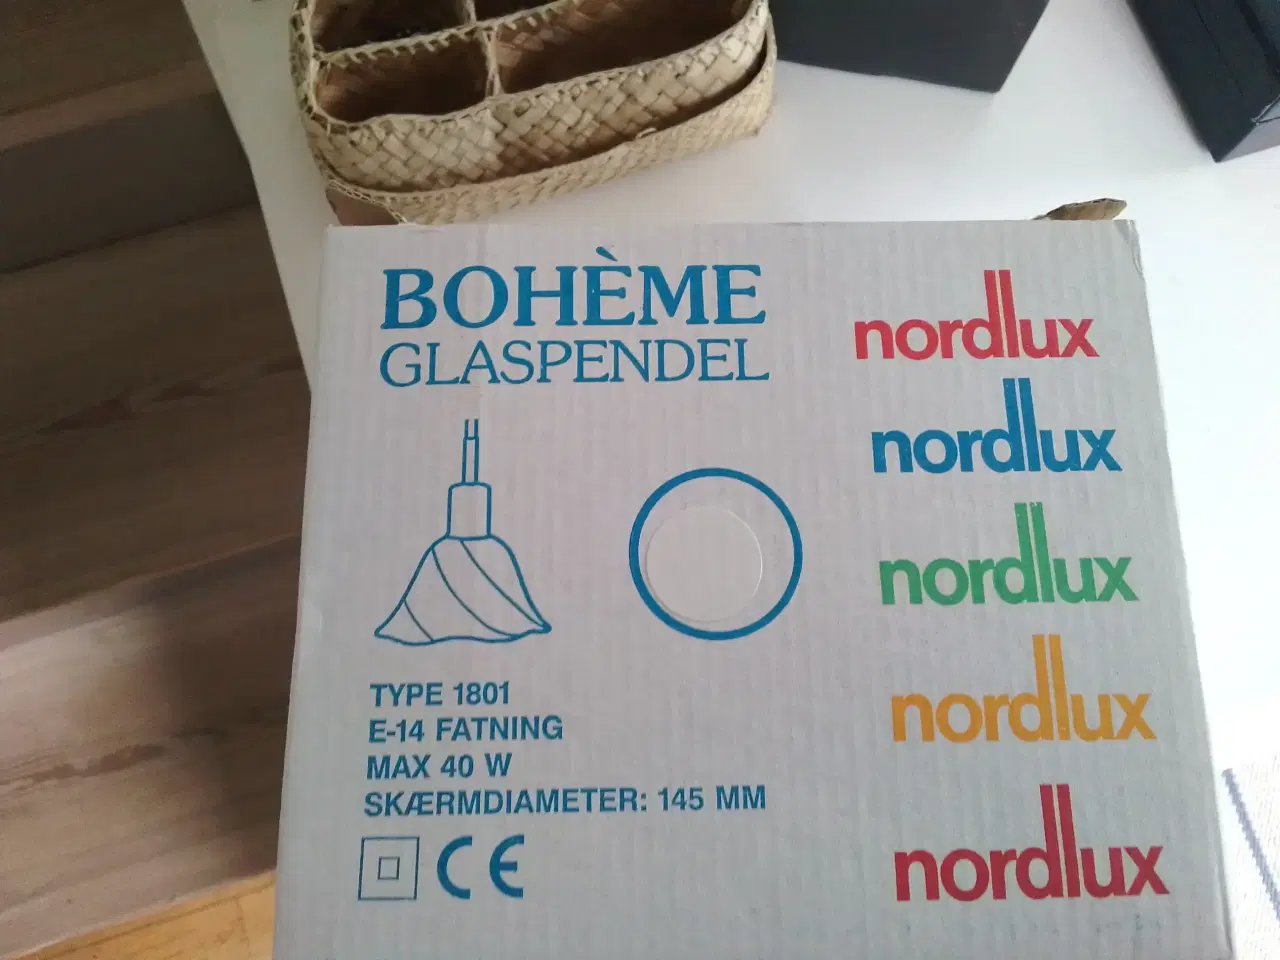 BOHÈME
GLASPENDEL
TYPE 1801
E-14 FATNING
MAX 40 W
SKÆRMDIAMETER: 145 MM
CE
nordlux
nordlux
nordlux
nordlux
nordlux